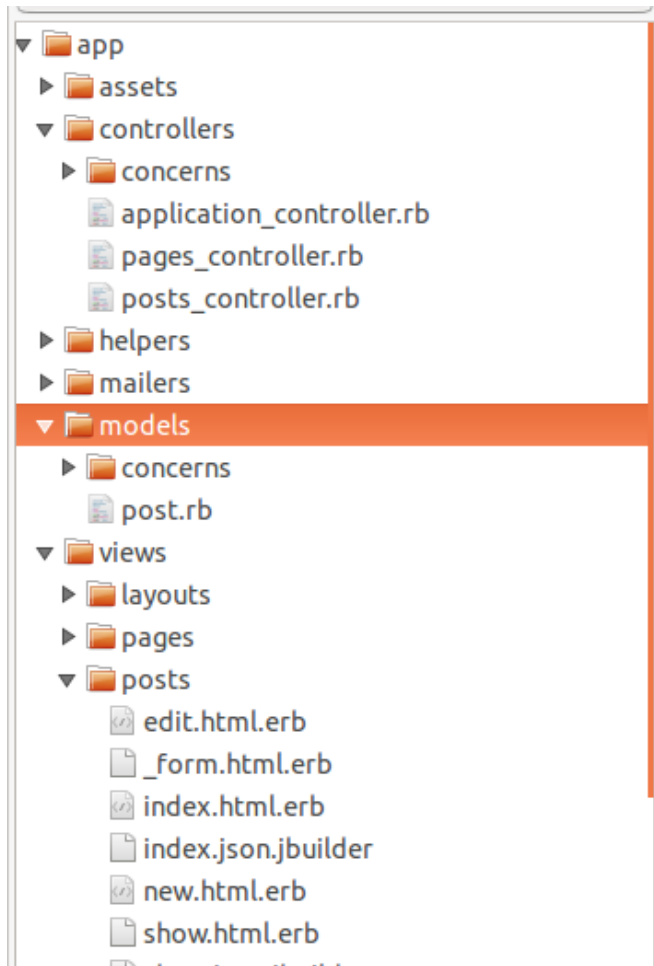 app
assets
controllers
concerns
application_controller.rb
pages_controller.rb
posts_controller.rb
helpers
mailers
models
concerns
post.rb
views
layouts
pages
posts
edit.html.erb
_form.html.erb
index.html.erb
index.json.jbuilder
new.html.erb
show.html.erb